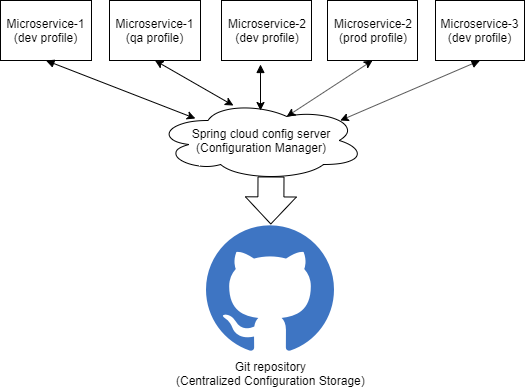 Microservice-1
(dev profile)
Microservice-1
(qa profile)
Microservice-2
(dev profile)
Microservice-2
(prod profile)
Microservice-3
(dev profile)
Spring cloud config server
(Configuration Manager)
Git repository
(Centralized Configuration Storage)